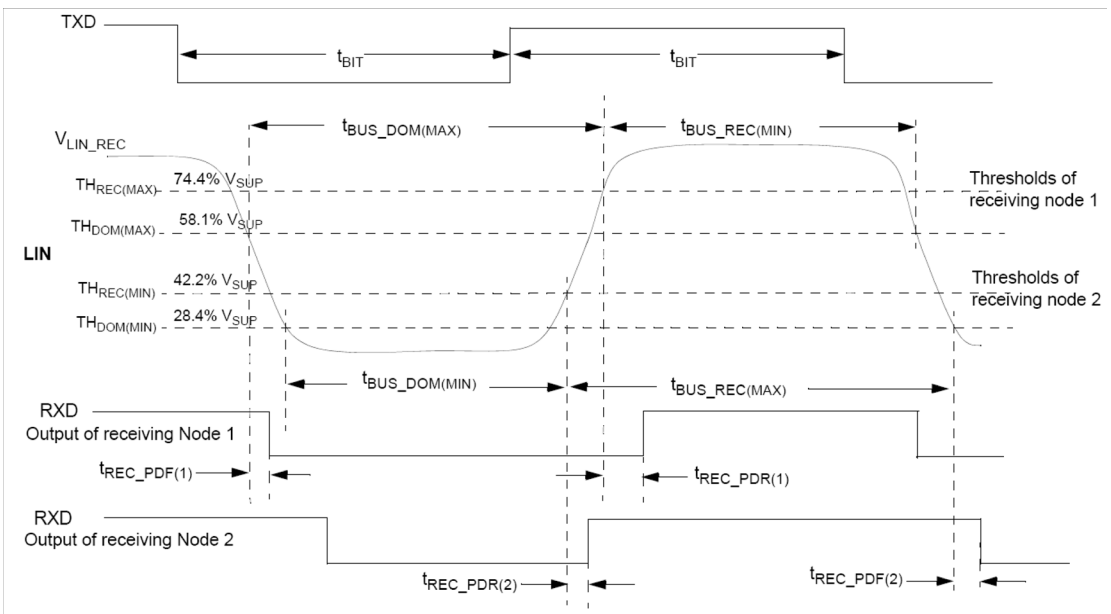 TXD
tBIT
tBIT
tBUS_DOM(MAX)
tBUS_REC(MIN)
VLIN_REC
THREC(MAX) 74.4% VSUP
Thresholds of
receiving node 1
THDOM(MAX) 58.1% VSUP
LIN
THREC(MIN) 42.2% VSUP
Thresholds of
receiving node 2
THDOM(MIN) 28.4% VSUP
tBUS_DOM(MIN)
tBUS_REC(MAX)
RXD
Output of receiving Node 1
tREC_PDF(1)
tREC_PDR(1)
RXD
Output of receiving Node 2
tREC_PDR(2)
tREC_PDF(2)